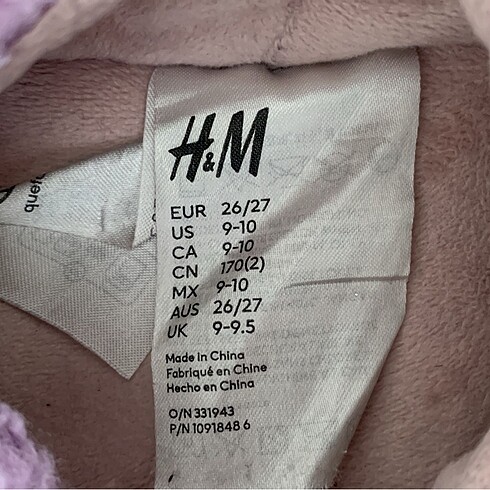 H&M
EUR 26/27
US 9-10
CA 9-10
CN 170(2)
MX 9-10
AUS 26/27
UK 9-9.5
Made in China
Fabriqué en Chine
Hecho en China
O/N 331943
P/N 1091848 6